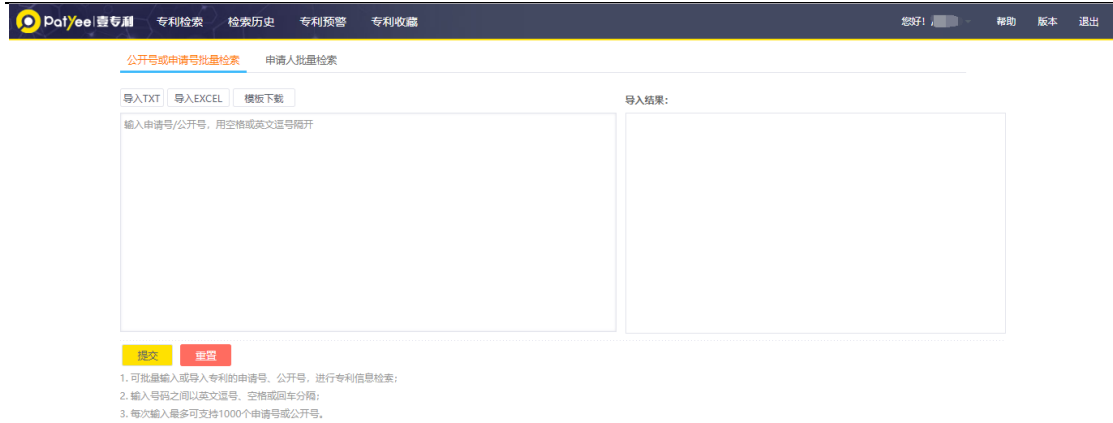 Patyee 壹专利 专利检索 检索历史 专利预警 专利收藏 您好! 帮助 版本 退出
公开号或申请号批量检索 申请人批量检索
导入TXT 导入EXCEL 模板下载 导入结果:
输入申请号/公开号, 用空格或英文逗号隔开
提交 重置
1. 可批量输入或导入专利的申请号、公开号, 进行专利信息检索;
2. 输入号码之间以英文逗号、空格或回车分隔;
3. 每次输入最多可支持1000个申请号或公开号。